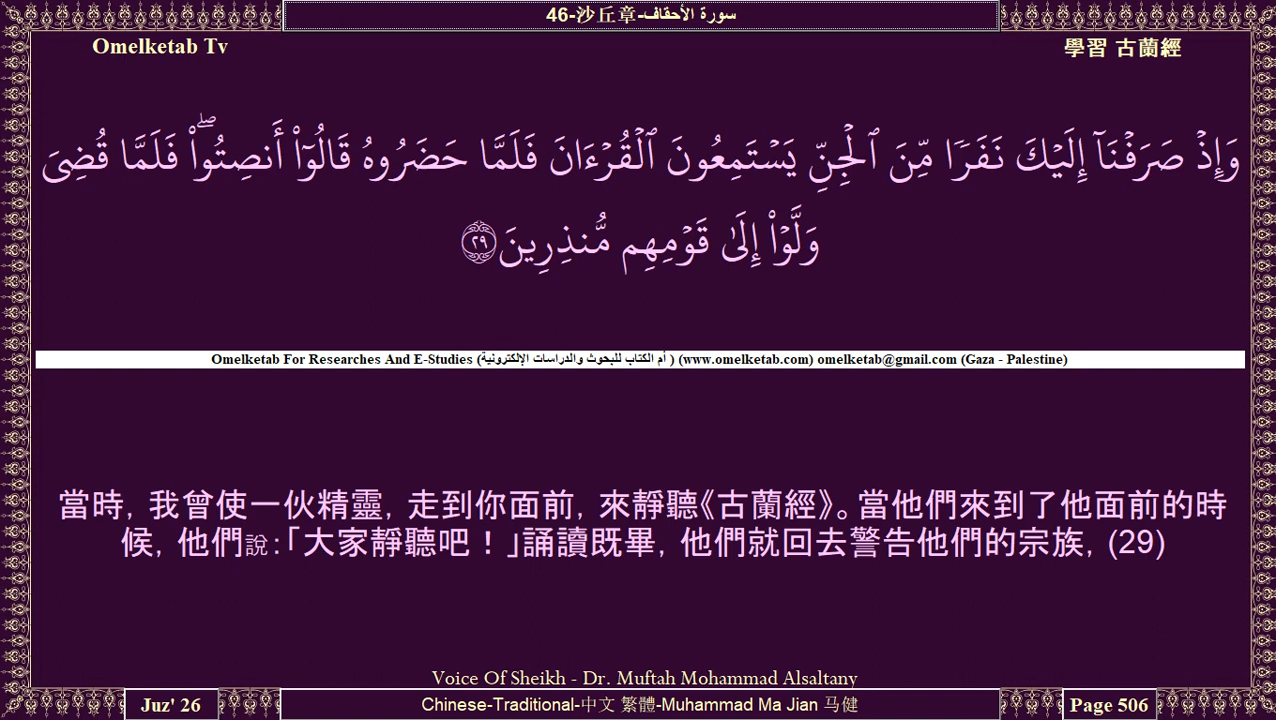 46-沙丘章-سورة الأحقاف
Omelketab Tv
學習 古蘭經
وَإِذْ صَرَفْنَآ إِلَيْكَ نَفَرًا مِّنَ ٱلْجِنِّ يَسْتَمِعُونَ ٱلْقُرْءَانَ فَلَمَّا حَضَرُوهُ قَالُوٓا۟ أَنصِتُوا۟ ۖ فَلَمَّا قُضِىَ
وَلَّوْا۟ إِلَىٰ قَوْمِهِم مُّنذِرِينَ ٢٩
Omelketab For Researches And E-Studies (أم الكتاب للبحوث والدراسات الإلكترونية ) (www.omelketab.com) omelketab@gmail.com (Gaza - Palestine)
當時，我曾使一伙精靈，走到你面前，來靜聽《古蘭經》。當他們來到了他面前的時
候，他們說：「大家靜聽吧！」誦讀既畢，他們就回去警告他們的宗族，(29)
Voice Of Sheikh - Dr. Muftah Mohammad Alsaltany
Juz' 26
Chinese-Traditional-中文 繁體-Muhammad Ma Jian 马健
Page 506